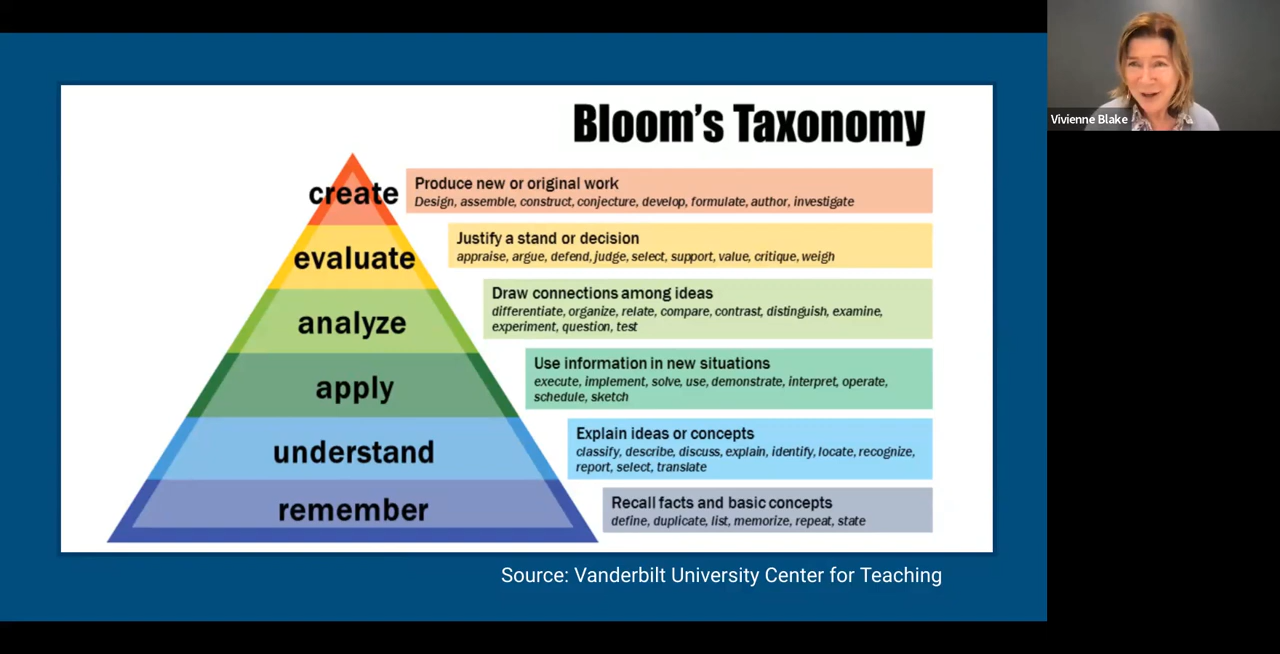 Bloom's Taxonomy
create
Produce new or original work
Design, assemble, construct, conjecture, develop, formulate, author, investigate
evaluate
Justify a stand or decision
appraise, argue, defend, judge, select, support, value, critique, weigh
analyze
Draw connections among ideas
differentiate, organize, relate, compare, contrast, distinguish, examine,
experiment, question, test
apply
Use information in new situations
execute, implement, solve, use, demonstrate, interpret, operate,
schedule, sketch
understand
Explain ideas or concepts
classify, describe, discuss, explain, identify, locate, recognize,
report, select, translate
remember
Recall facts and basic concepts
define, duplicate, list, memorize, repeat, state
Source: Vanderbilt University Center for Teaching
Vivienne Blake